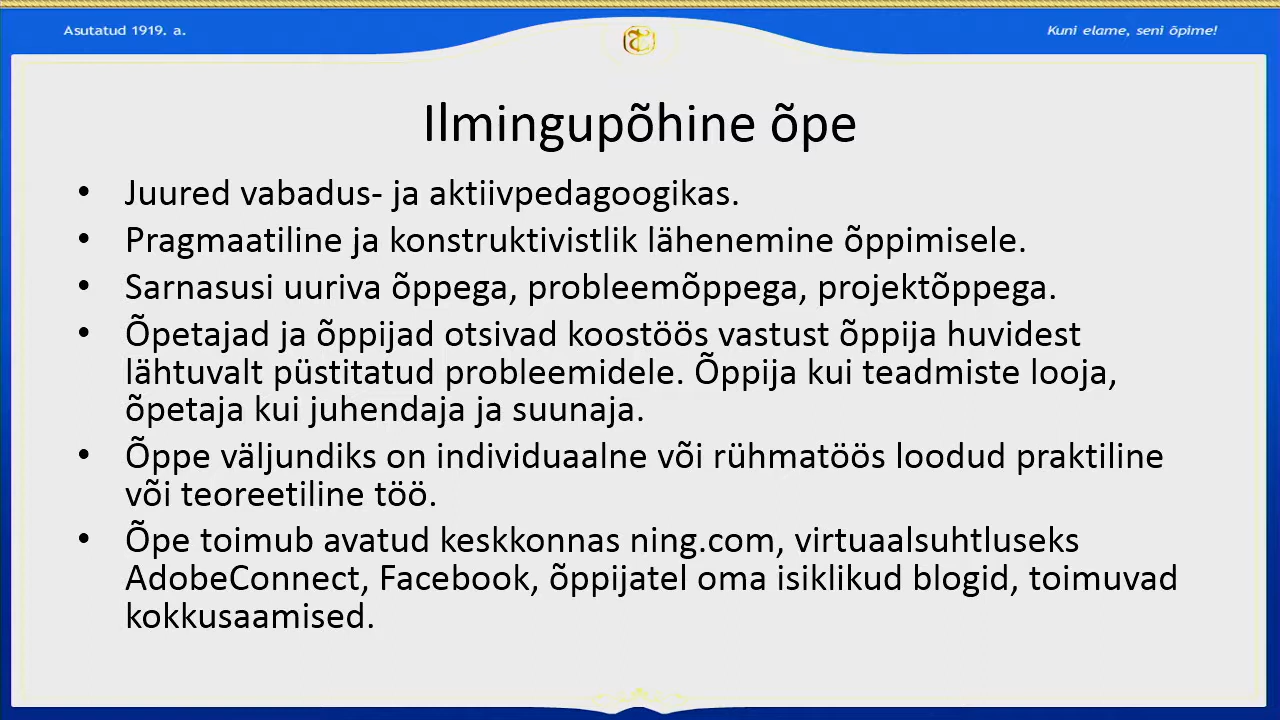 Asutatud 1919. a.
Kuni elame, seni õpime!
Ilmingupõhine õpe
• Juured vabadus- ja aktiivpedagoogikas.
• Pragmaatiline ja konstruktivistlik lähenemine õppimisele.
• Sarnasusi uuriva õppega, probleemõppega, projektõppega.
• Õpetajad ja õppijad otsivad koostöös vastust õppija huvidest
lähtuvalt püstitatud probleemidele. Õppija kui teadmiste looja,
õpetaja kui juhendaja ja suunaja.
• Õppe väljundiks on individuaalne või rühmatöös loodud praktiline
või teoreetiline töö.
• Õpe toimub avatud keskkonnas ning.com, virtuaalsuhtluseks
AdobeConnect, Facebook, õppijatel oma isiklikud blogid, toimuvad
kokkusaamised.